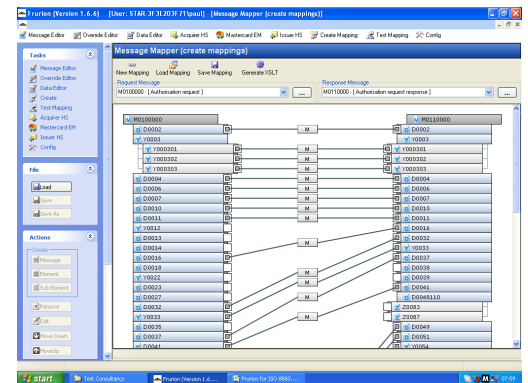 Frurion (Version 1.6.6) [User: STAR-3F3E203F71\paul] - [Message Mapper (create mappings)]
Message Editor Override Editor Data Editor Acquirer HS Mastercard EM Issuer HS Create Mapping Test Mapping Config
Tasks
Message Editor
Override Editor
Data Editor
Create
Test Mapping
Acquirer HS
Mastercard EM
Issuer HS
Config
File
Load
Save
Save As
Actions
Create
Message
Element
Sub Element
Remove
Edit
Move Down
MoveUp
Message Mapper (create mappings)
New Mapping Load Mapping Save Mapping Generate XSLT
Request Message
M0100000 - [ Authorisation request ]
...
Response Message
M0110000 - [ Authorisation request response ]
...
M0100000
D0002
Y0003
Y000301
Y000302
Y000303
D0004
D0006
D0007
D0010
D0011
Y0012
D0013
D0014
D0016
D0018
Y0022
D0023
D0027
D0032
Y0033
D0035
D0037
D0041
M
M
M
M
M
M
M
M
M
M
M
M
M
M
M0110000
D0002
Y0003
Y000301
Y000302
Y000303
D0004
D0006
D0007
D0010
D0011
D0016
D0032
Y0033
D0037
D0038
D0039
D0041
D0048110
Z0083
Z0087
D0049
D0051
Y0054
start
Test Consultancy
Frurion (Version 1.6....
Frurion for ISO 8583....
07:59